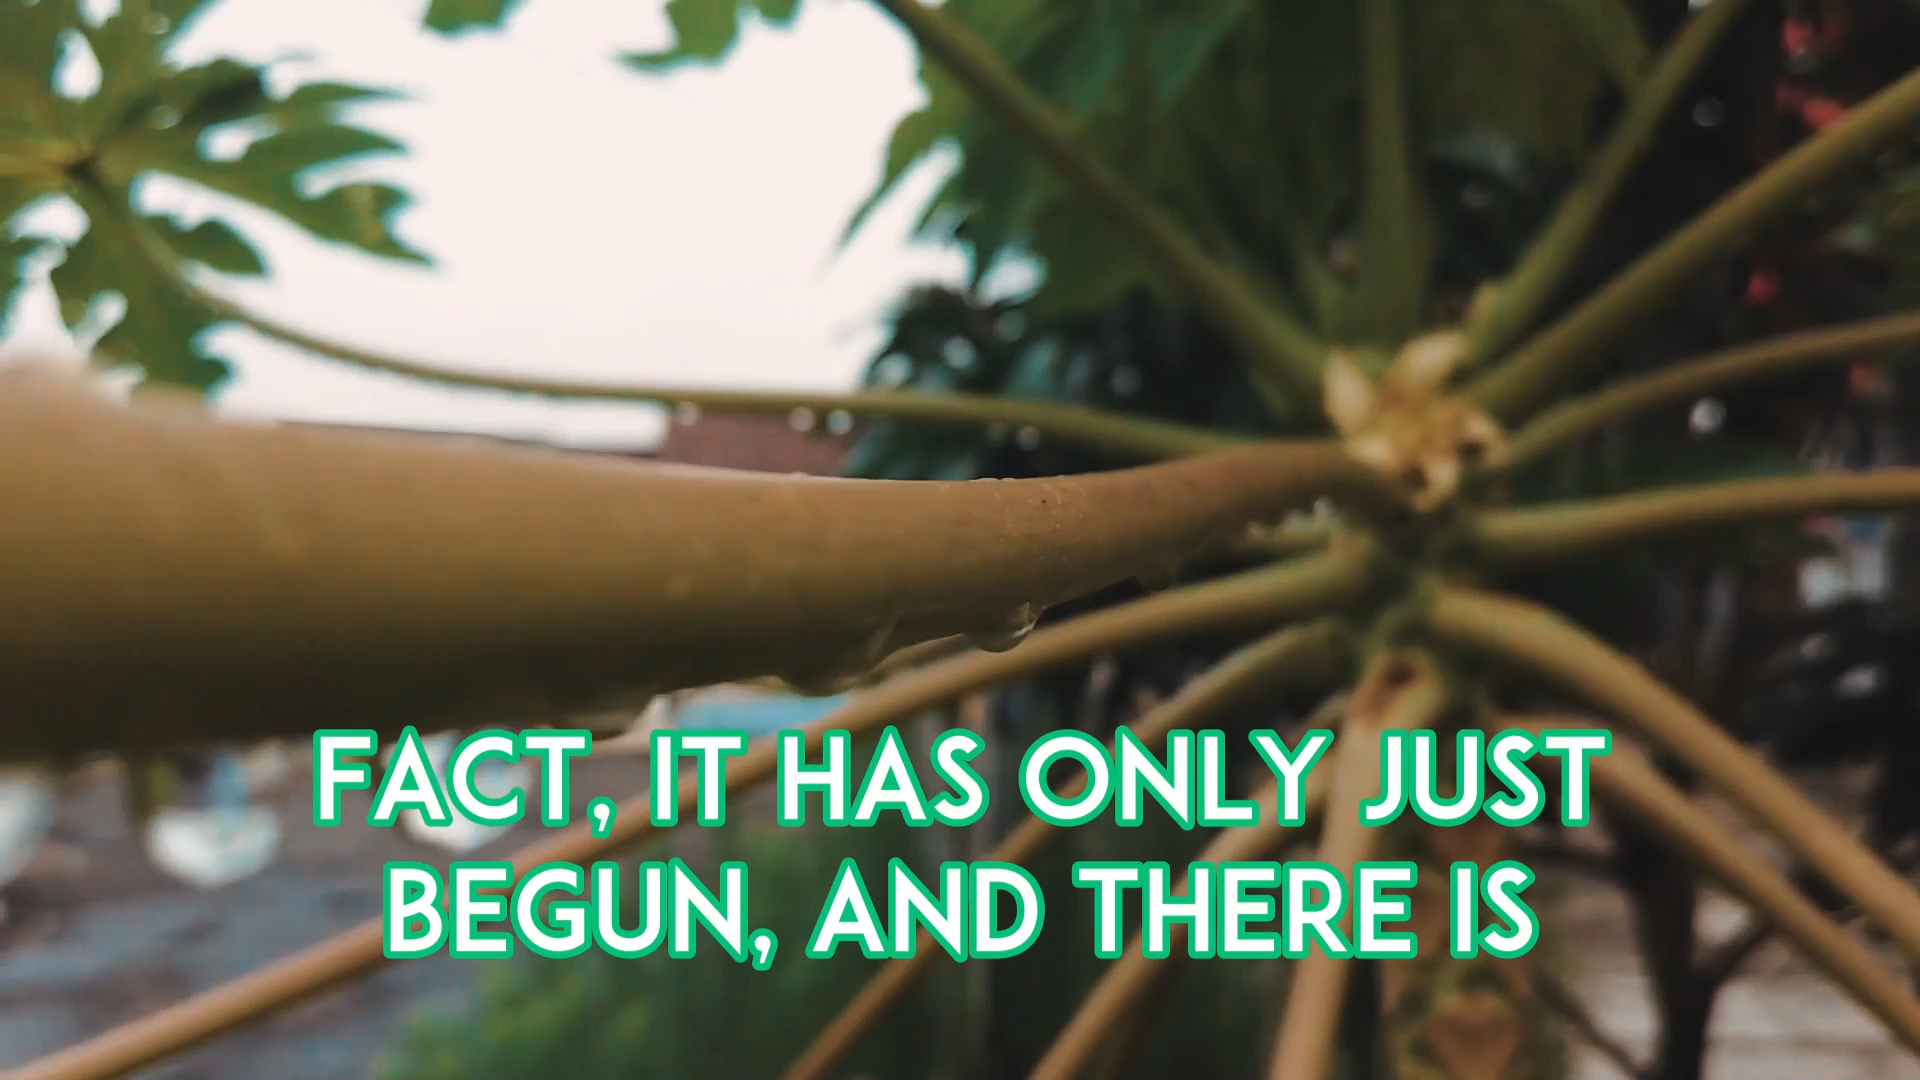 FACT, IT HAS ONLY JUST
BEGUN, AND THERE IS